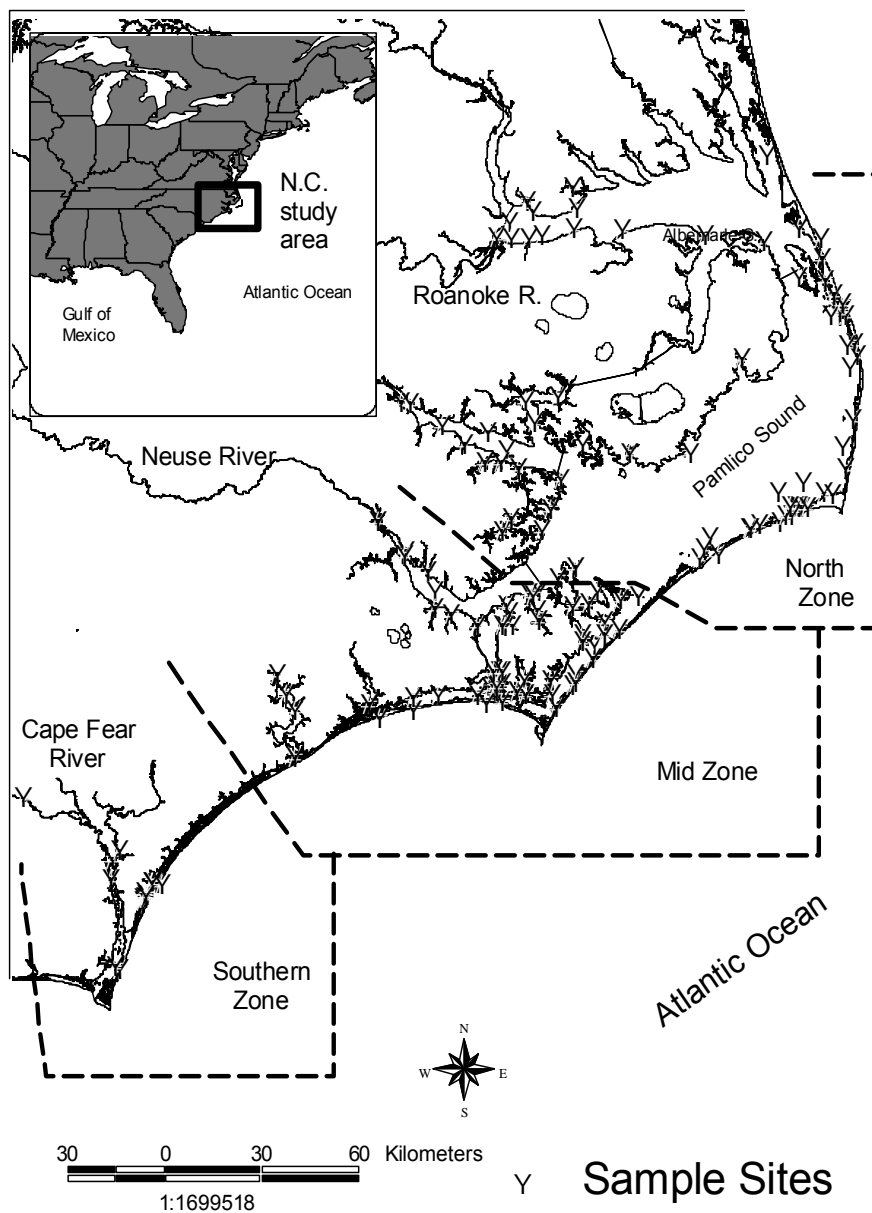 N.C.
study
area
Atlantic Ocean
Gulf of
Mexico
Roanoke R.
Neuse River
Pamlico Sound
North
Zone
Cape Fear
River
Mid Zone
Southern
Zone
Atlantic Ocean
N
W
E
S
30
0
30
60
Kilometers
1:1699518
Y
Sample Sites